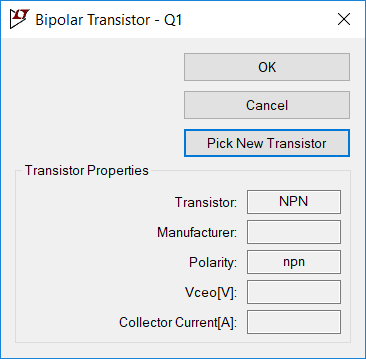 Bipolar Transistor - Q1
OK
Cancel
Pick New Transistor
Transistor Properties
Transistor: NPN
Manufacturer:
Polarity: npn
Vceo[V]:
Collector Current[A]: